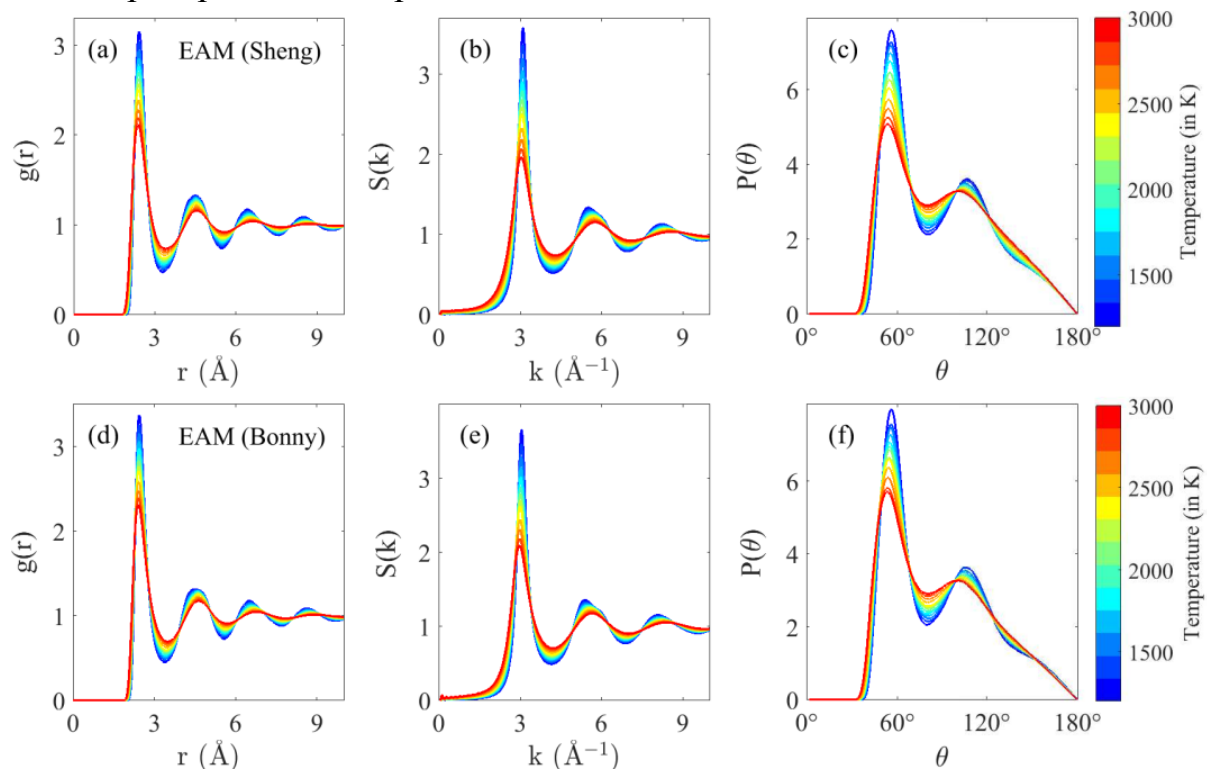 (a) EAM (Sheng)
g(r)
3
2
1
0
0 3 6 9
r (Å)
(b)
S(k)
3
2
1
0
0 3 6 9
k (Å−1)
(c)
P(θ)
6
4
2
0
0° 60° 120° 180°
θ
3000
2500
2000
1500
Temperature (in K)
(d) EAM (Bonny)
g(r)
3
2
1
0
0 3 6 9
r (Å)
(e)
S(k)
3
2
1
0
0 3 6 9
k (Å−1)
(f)
P(θ)
6
4
2
0
0° 60° 120° 180°
θ
3000
2500
2000
1500
Temperature (in K)